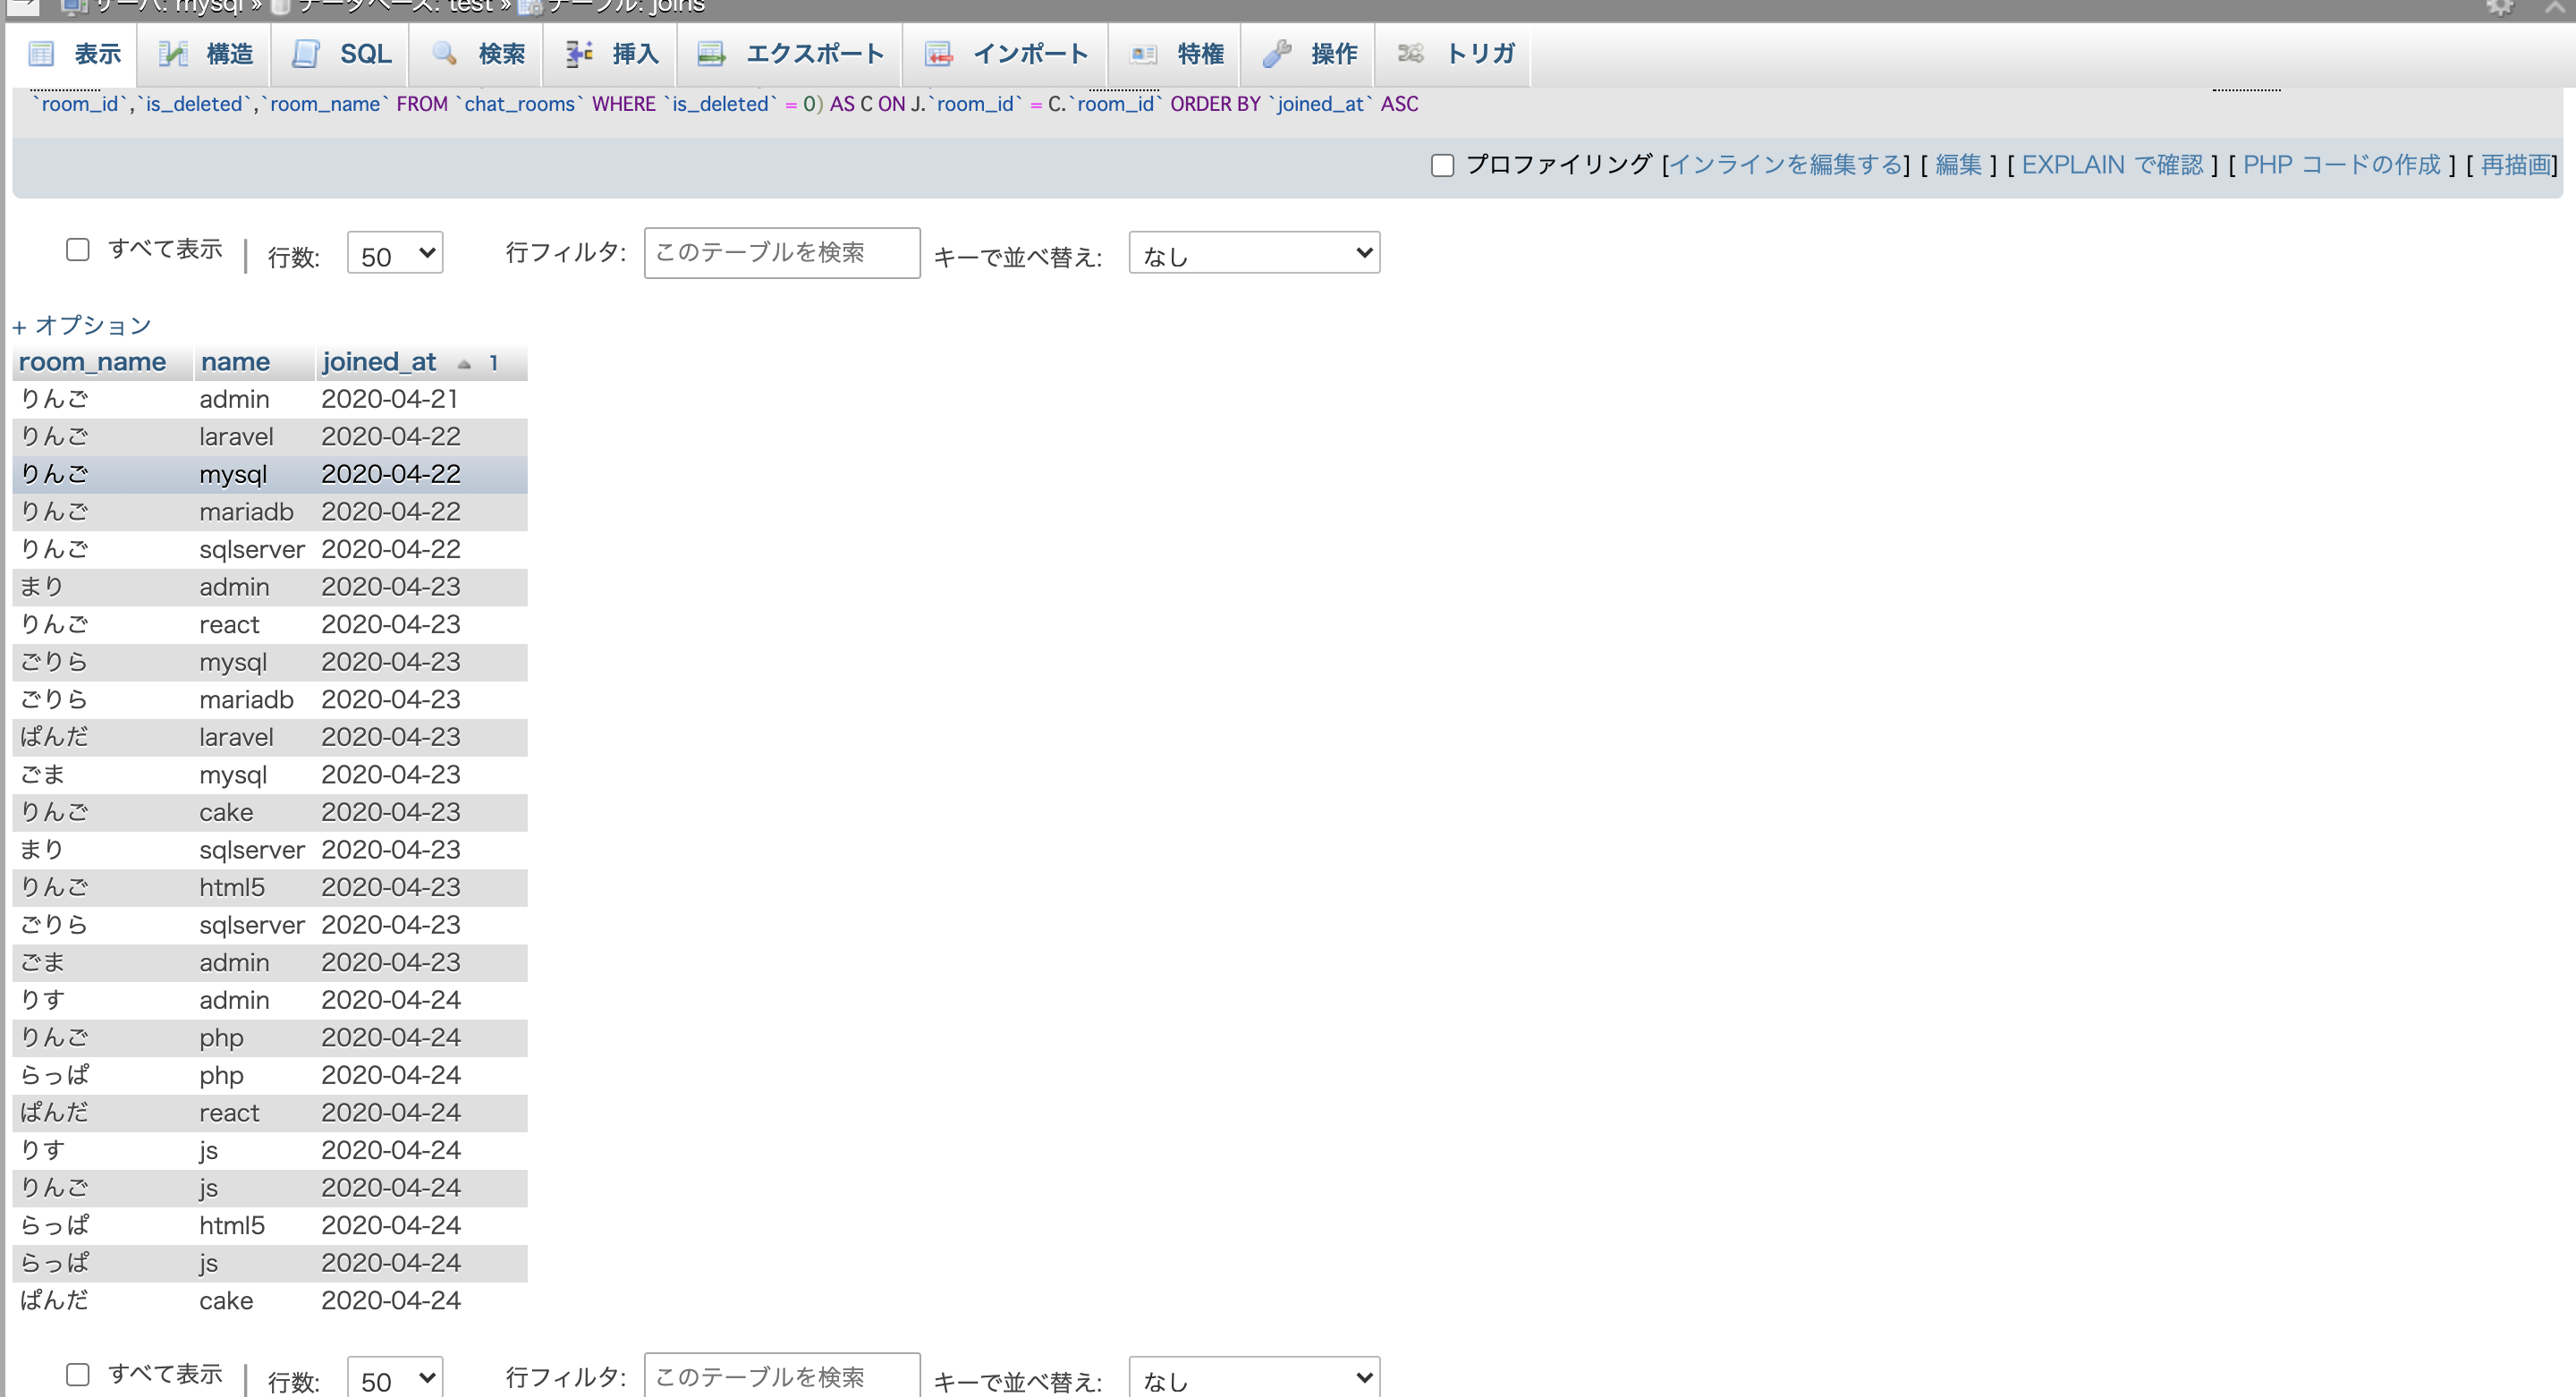 サーバ: mysql » データベース: test » テーブル: joins
表示 構造 SQL 検索 挿入 エクスポート インポート 特権 操作 トリガ
`room_id`,`is_deleted`,`room_name` FROM `chat_rooms` WHERE `is_deleted` = 0) AS C ON J.`room_id` = C.`room_id` ORDER BY `joined_at` ASC
プロファイリング [インラインを編集する] [ 編集 ] [ EXPLAIN で確認 ] [ PHP コードの作成 ] [ 再描画]
すべて表示 | 行数: 50 行フィルタ: このテーブルを検索 キーで並べ替え: なし
+ オプション
room_name name joined_at 1
りんご admin 2020-04-21
りんご laravel 2020-04-22
りんご mysql 2020-04-22
りんご mariadb 2020-04-22
りんご sqlserver 2020-04-22
まり admin 2020-04-23
りんご react 2020-04-23
ごりら mysql 2020-04-23
ごりら mariadb 2020-04-23
ぱんだ laravel 2020-04-23
ごま mysql 2020-04-23
りんご cake 2020-04-23
まり sqlserver 2020-04-23
りんご html5 2020-04-23
ごりら sqlserver 2020-04-23
ごま admin 2020-04-23
りす admin 2020-04-24
りんご php 2020-04-24
らっぱ php 2020-04-24
ぱんだ react 2020-04-24
りす js 2020-04-24
りんご js 2020-04-24
らっぱ html5 2020-04-24
らっぱ js 2020-04-24
ぱんだ cake 2020-04-24
すべて表示 | 行数: 50 行フィルタ: このテーブルを検索 キーで並べ替え: なし